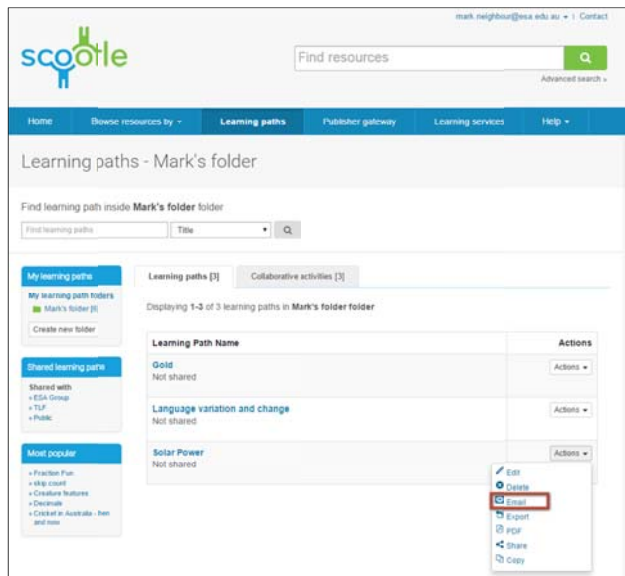 mark.neighbour@esa.edu.au | Contact
scootle
Find resources
Advanced search »
Home Browse resources by Learning paths Publisher gateway Learning services Help
Learning paths - Mark's folder
Find learning path inside Mark's folder folder
Find learning paths Title
My learning paths
My learning path folders
Mark's folder [6]
Create new folder
Shared learning paths
Shared with
» ESA Group
» TLF
» Public
Most popular
» Fraction Fun
» skip count
» Creature features
» Decimals
» Cricket in Australia - then
and now
Learning paths [3] Collaborative activities [3]
Displaying 1-3 of 3 learning paths in Mark's folder folder
Learning Path Name Actions
Gold Actions
Not shared
Language variation and change Actions
Not shared
Solar Power Actions
Not shared
Edit
Delete
Email
Export
PDF
Share
Copy